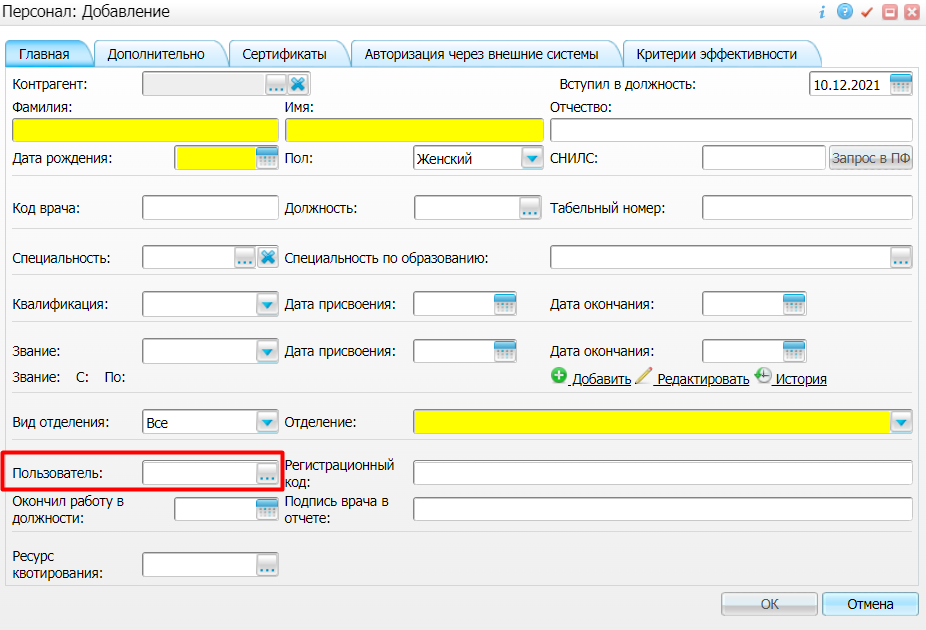 Персонал: Добавление
Главная Дополнительно Сертификаты Авторизация через внешние системы Критерии эффективности
Контрагент: ... Вступил в должность: 10.12.2021
Фамилия: Имя: Отчество:
Дата рождения: Пол: Женский СНИЛС: Запрос в ПФ
Код врача: Должность: ... Табельный номер:
Специальность: ... Специальность по образованию: ...
Квалификация: Дата присвоения: Дата окончания:
Звание: Дата присвоения: Дата окончания:
Звание: С: По: Добавить Редактировать История
Вид отделения: Все Отделение:
Пользователь: ... Регистрационный
код:
Окончил работу в Подпись врача в
должности: отчете:
Ресурс
квотирования: ...
ОК Отмена